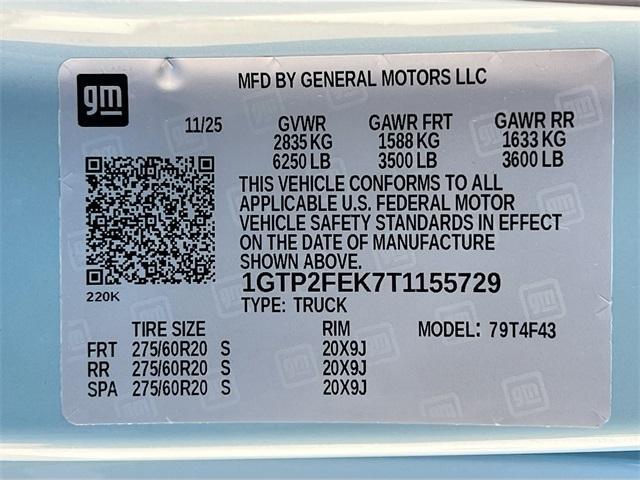 gm
MFD BY GENERAL MOTORS LLC
11/25 GVWR GAWR FRT GAWR RR
2835 KG 1588 KG 1633 KG
6250 LB 3500 LB 3600 LB
THIS VEHICLE CONFORMS TO ALL
APPLICABLE U.S. FEDERAL MOTOR
VEHICLE SAFETY STANDARDS IN EFFECT
ON THE DATE OF MANUFACTURE
SHOWN ABOVE.
220K
1GTP2FEK7T1155729
TYPE: TRUCK
TIRE SIZE RIM MODEL: 79T4F43
FRT 275/60R20 S 20X9J
RR 275/60R20 S 20X9J
SPA 275/60R20 S 20X9J